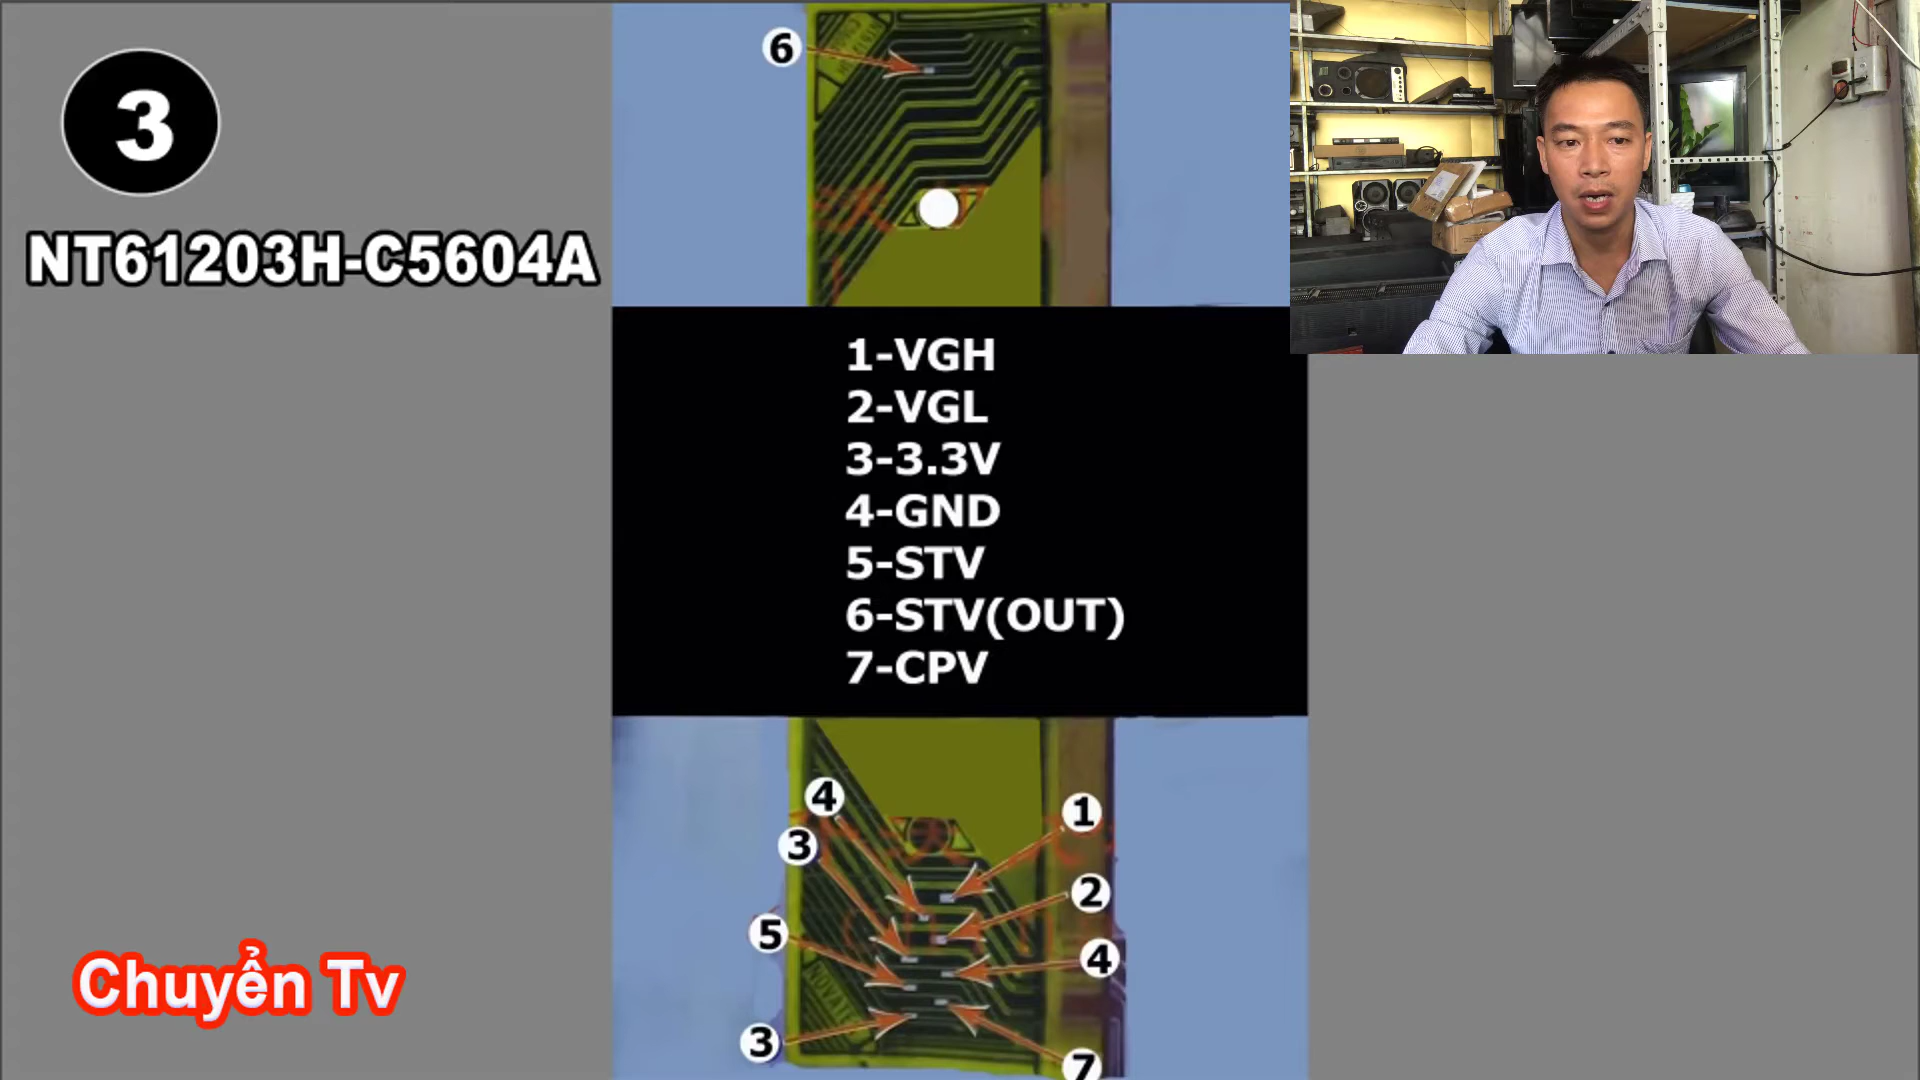 3
NT61203H-C5604A
6
1-VGH
2-VGL
3-3.3V
4-GND
5-STV
6-STV(OUT)
7-CPV
4
1
3
2
5
4
3
7
Chuyển Tv